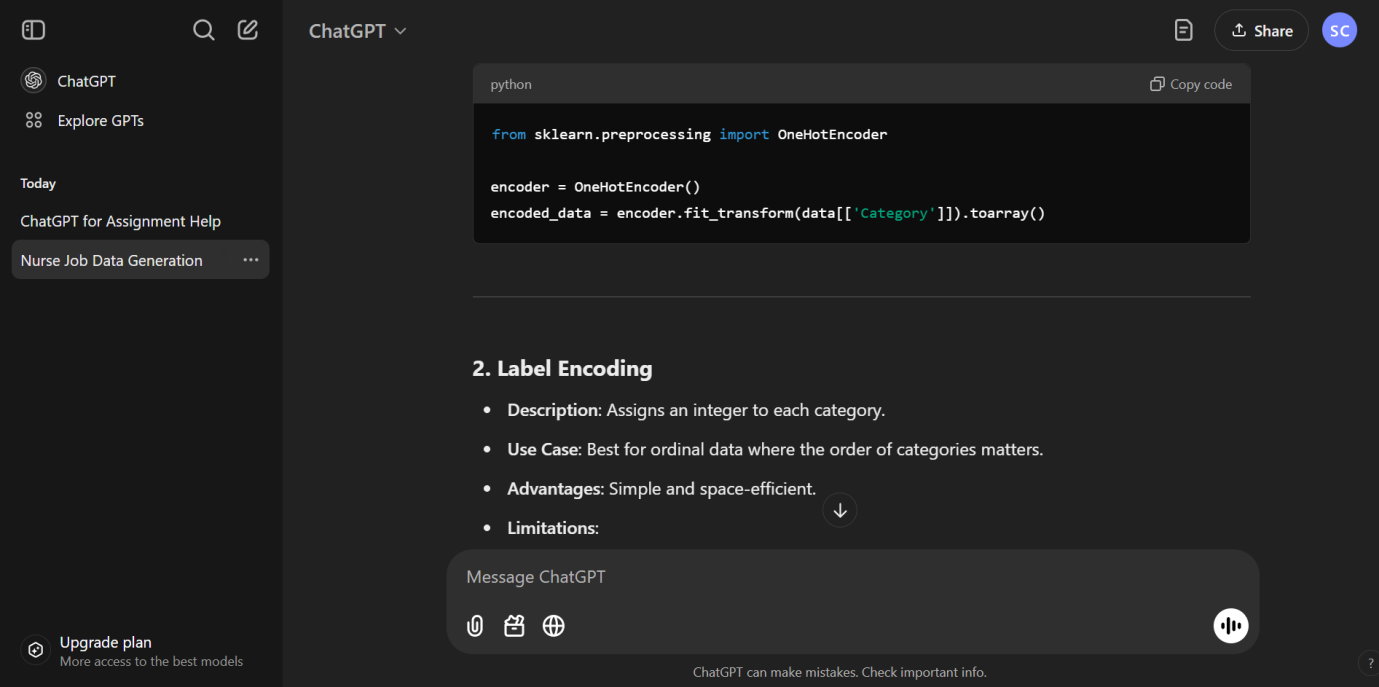 ChatGPT
Explore GPTs
Today
ChatGPT for Assignment Help
Nurse Job Data Generation
Upgrade plan
More access to the best models
ChatGPT
Share
SC
python
Copy code
from sklearn.preprocessing import OneHotEncoder
encoder = OneHotEncoder()
encoded_data = encoder.fit_transform(data[['Category']]).toarray()
2. Label Encoding
• Description: Assigns an integer to each category.
• Use Case: Best for ordinal data where the order of categories matters.
• Advantages: Simple and space-efficient.
• Limitations:
Message ChatGPT
ChatGPT can make mistakes. Check important info.
?